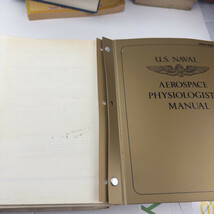 U.S. NAVAL
AEROSPACE
PHYSIOLOGIST'S
MANUAL